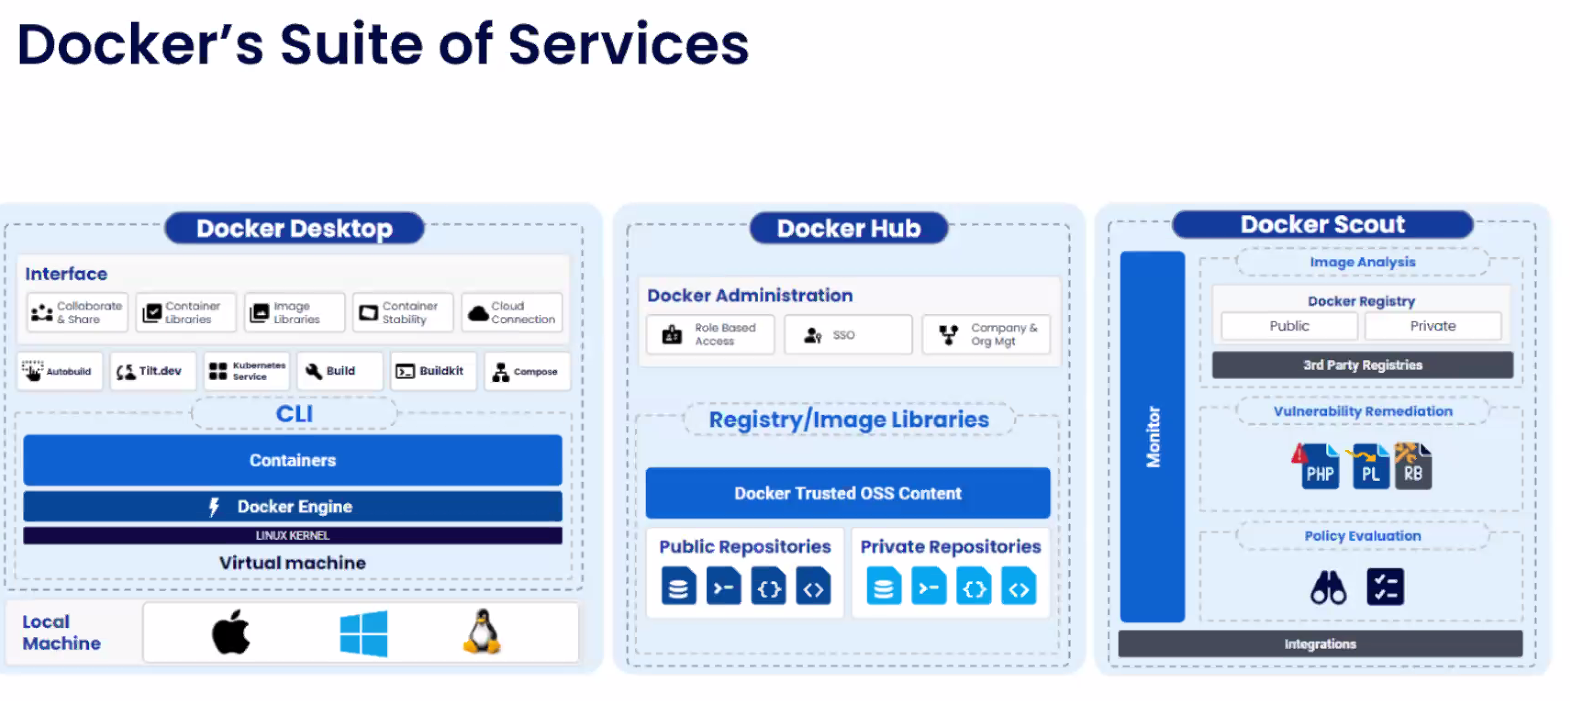 Docker's Suite of Services
Docker Desktop
Interface
Collaborate
& Share
Container
Libraries
Image
Libraries
Container
Stability
Cloud
Connection
Autobuild
Tilt.dev
Kubernetes
Service
Build
Buildkit
Compose
CLI
Containers
Docker Engine
LINUX KERNEL
Virtual machine
Local
Machine
Docker Hub
Docker Administration
Role Based
Access
SSO
Company &
Org Mgt
Registry/Image Libraries
Docker Trusted OSS Content
Public Repositories
Private Repositories
Docker Scout
Monitor
Image Analysis
Docker Registry
Public
Private
3rd Party Registries
Vulnerability Remediation
PHP
PL
RB
Policy Evaluation
Integrations